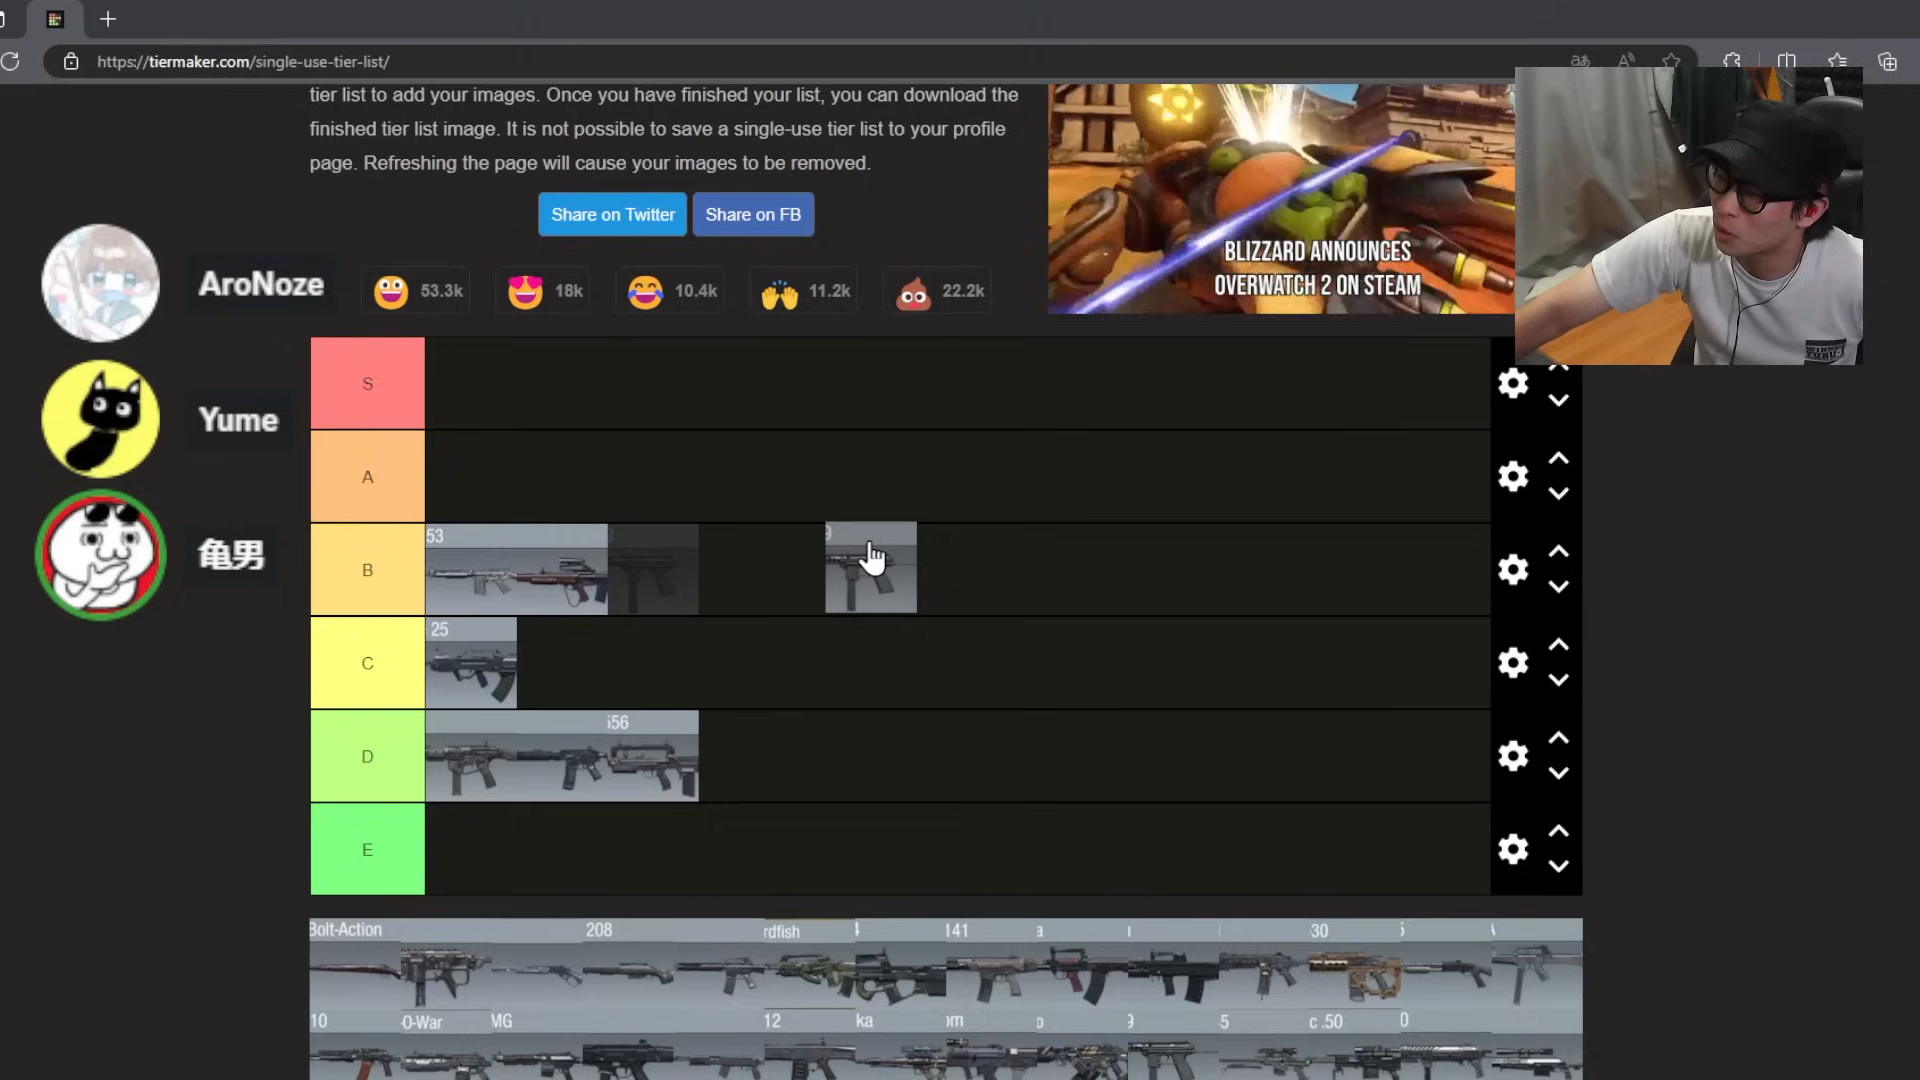 https://tiermaker.com/single-use-tier-list/
tier list to add your images. Once you have finished your list, you can download the
finished tier list image. It is not possible to save a single-use tier list to your profile
page. Refreshing the page will cause your images to be removed.
Share on Twitter
Share on FB
BLIZZARD ANNOUNCES
OVERWATCH 2 ON STEAM
AroNoze
53.3k
18k
10.4k
11.2k
22.2k
Yume
亀男
S
A
B
53
9
C
25
D
556
E
Bolt-Action
208
rdfish
141
a
30
10
-O-War
MG
12
ka
om
9
5
c .50
0